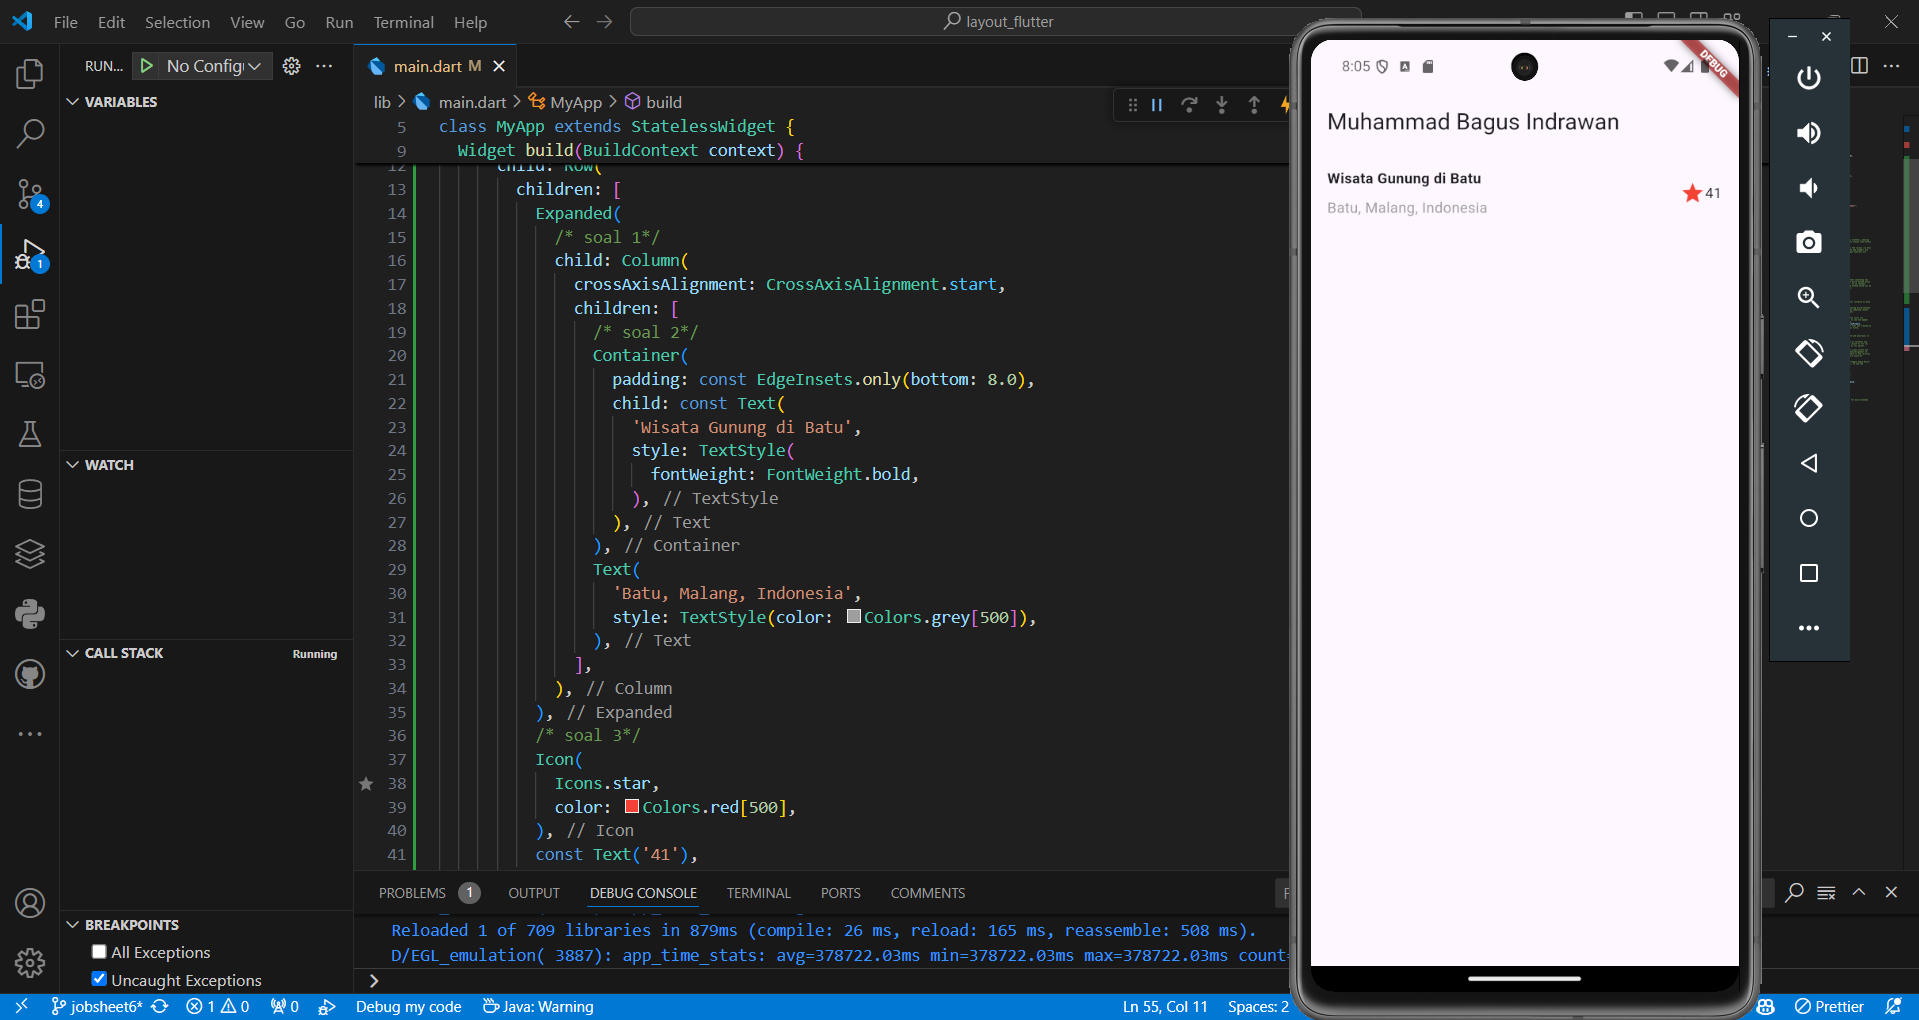 File Edit Selection View Go Run Terminal Help
layout_flutter
RUN... No Config
main.dart M
lib main.dart MyApp build
VARIABLES
WATCH
CALL STACK
Running
BREAKPOINTS
All Exceptions
Uncaught Exceptions
4
1
5 class MyApp extends StatelessWidget {
9 Widget build(BuildContext context) {
12 child: Row(
13 children: [
14 Expanded(
15 /* soal 1*/
16 child: Column(
17 crossAxisAlignment: CrossAxisAlignment.start,
18 children: [
19 /* soal 2*/
20 Container(
21 padding: const EdgeInsets.only(bottom: 8.0),
22 child: const Text(
23 'Wisata Gunung di Batu',
24 style: TextStyle(
25 fontWeight: FontWeight.bold,
26 ), // TextStyle
27 ), // Text
28 ), // Container
29 Text(
30 'Batu, Malang, Indonesia',
31 style: TextStyle(color: Colors.grey[500]),
32 ), // Text
33 ],
34 ), // Column
35 ), // Expanded
36 /* soal 3*/
37 Icon(
38 Icons.star,
39 color: Colors.red[500],
40 ), // Icon
41 const Text('41'),
PROBLEMS 1 OUTPUT DEBUG CONSOLE TERMINAL PORTS COMMENTS
Reloaded 1 of 709 libraries in 879ms (compile: 26 ms, reload: 165 ms, reassemble: 508 ms).
D/EGL_emulation( 3887): app_time_stats: avg=378722.03ms min=378722.03ms max=378722.03ms count=
jobsheet6* 1 0 0 Debug my code Java: Warning Ln 55, Col 11 Spaces: 2 Prettier
8:05
DEBUG
Muhammad Bagus Indrawan
Wisata Gunung di Batu
Batu, Malang, Indonesia
41